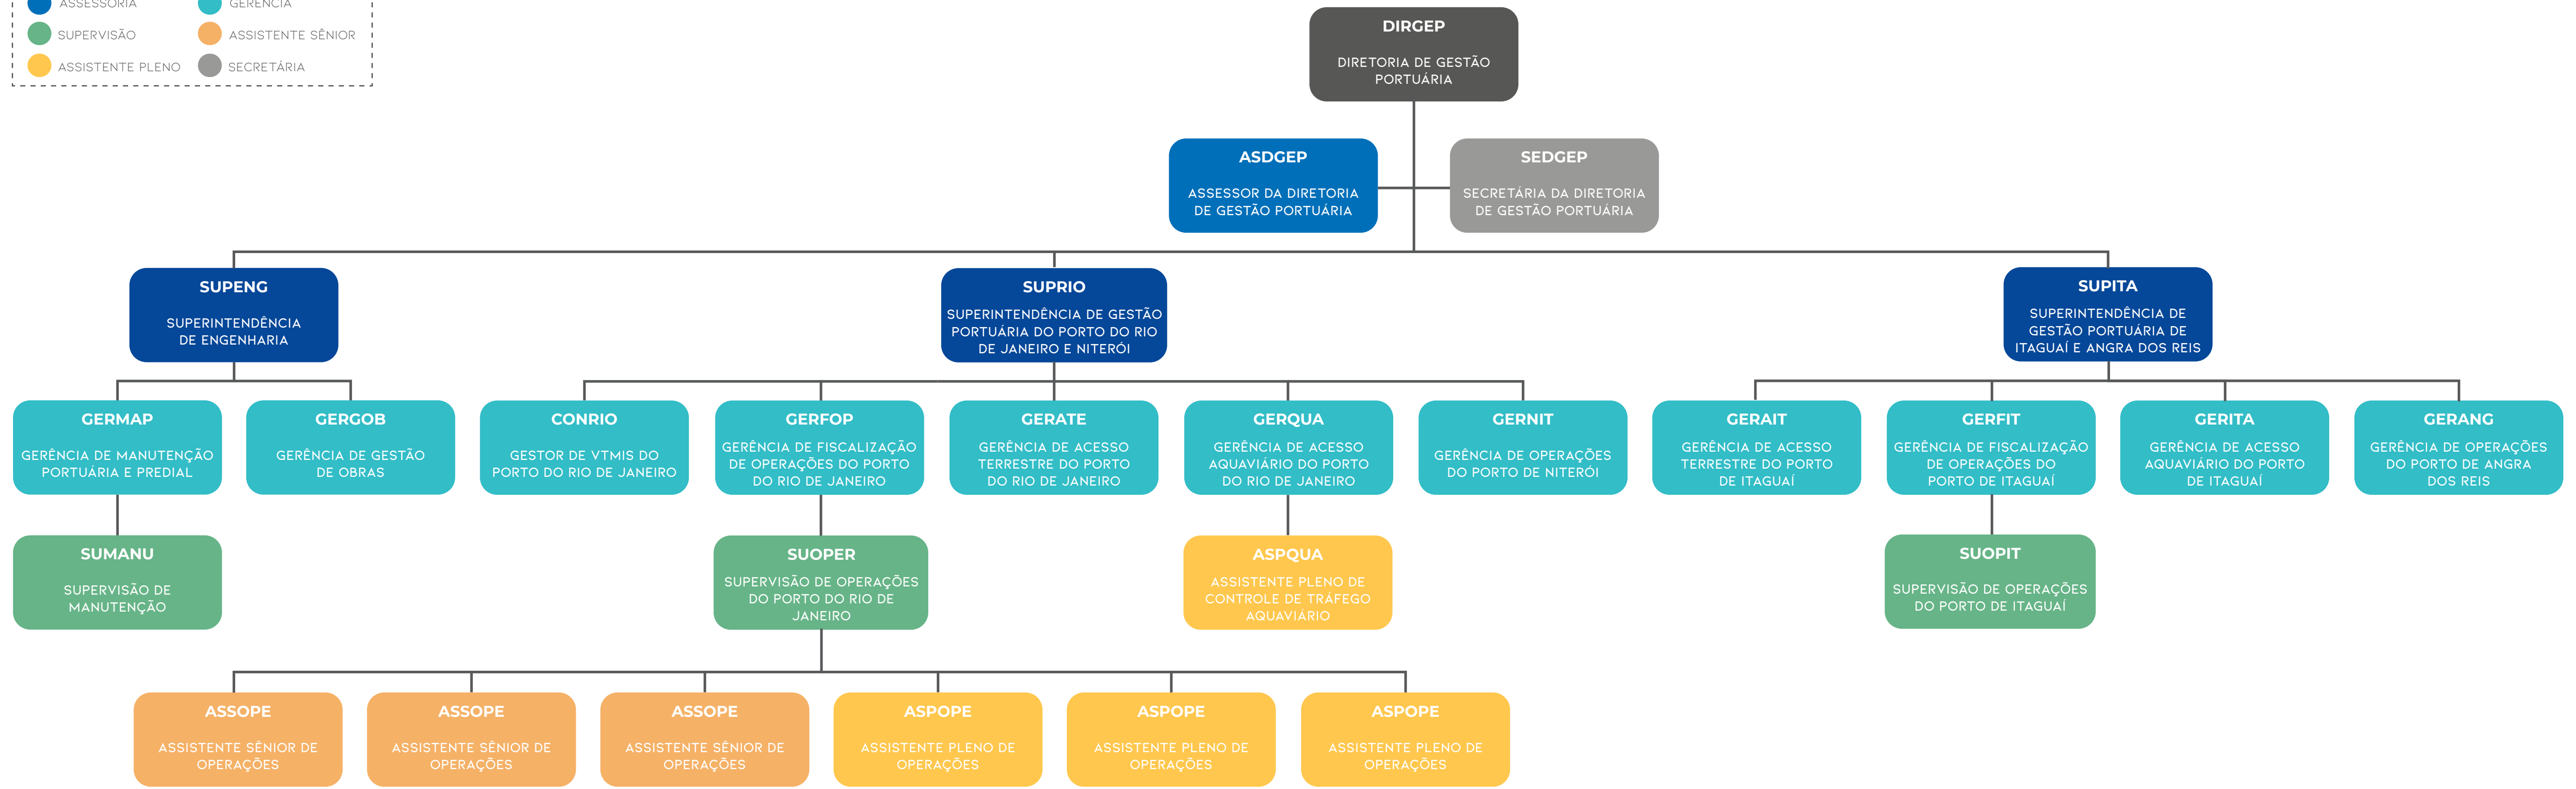 ASSESSORIA
GERÊNCIA
SUPERVISÃO
ASSISTENTE SÊNIOR
ASSISTENTE PLENO
SECRETÁRIA
DIRGEP
DIRETORIA DE GESTÃO
PORTUÁRIA
ASDGEP
ASSESSOR DA DIRETORIA
DE GESTÃO PORTUÁRIA
SEDGEP
SECRETÁRIA DA DIRETORIA
DE GESTÃO PORTUÁRIA
SUPENG
SUPERINTENDÊNCIA
DE ENGENHARIA
SUPRIO
SUPERINTENDÊNCIA DE GESTÃO
PORTUÁRIA DO PORTO DO RIO
DE JANEIRO E NITERÓI
SUPITA
SUPERINTENDÊNCIA DE
GESTÃO PORTUÁRIA DE
ITAGUAÍ E ANGRA DOS REIS
GERMAP
GERÊNCIA DE MANUTENÇÃO
PORTUÁRIA E PREDIAL
GERGOB
GERÊNCIA DE GESTÃO
DE OBRAS
CONRIO
GESTOR DE VTMIS DO
PORTO DO RIO DE JANEIRO
GERFOP
GERÊNCIA DE FISCALIZAÇÃO
DE OPERAÇÕES DO PORTO
DO RIO DE JANEIRO
GERATE
GERÊNCIA DE ACESSO
TERRESTRE DO PORTO
DO RIO DE JANEIRO
GERQUA
GERÊNCIA DE ACESSO
AQUAVIÁRIO DO PORTO
DO RIO DE JANEIRO
GERNIT
GERÊNCIA DE OPERAÇÕES
DO PORTO DE NITERÓI
GERAIT
GERÊNCIA DE ACESSO
TERRESTRE DO PORTO
DE ITAGUAÍ
GERFIT
GERÊNCIA DE FISCALIZAÇÃO
DE OPERAÇÕES DO
PORTO DE ITAGUAÍ
GERITA
GERÊNCIA DE ACESSO
AQUAVIÁRIO DO PORTO
DE ITAGUAÍ
GERANG
GERÊNCIA DE OPERAÇÕES
DO PORTO DE ANGRA
DOS REIS
SUMANU
SUPERVISÃO DE
MANUTENÇÃO
SUOPER
SUPERVISÃO DE OPERAÇÕES
DO PORTO DO RIO DE
JANEIRO
ASPQUA
ASSISTENTE PLENO DE
CONTROLE DE TRÁFEGO
AQUAVIÁRIO
SUOPIT
SUPERVISÃO DE OPERAÇÕES
DO PORTO DE ITAGUAÍ
ASSOPE
ASSISTENTE SÊNIOR DE
OPERAÇÕES
ASSOPE
ASSISTENTE SÊNIOR DE
OPERAÇÕES
ASSOPE
ASSISTENTE SÊNIOR DE
OPERAÇÕES
ASPOPE
ASSISTENTE PLENO DE
OPERAÇÕES
ASPOPE
ASSISTENTE PLENO DE
OPERAÇÕES
ASPOPE
ASSISTENTE PLENO DE
OPERAÇÕES